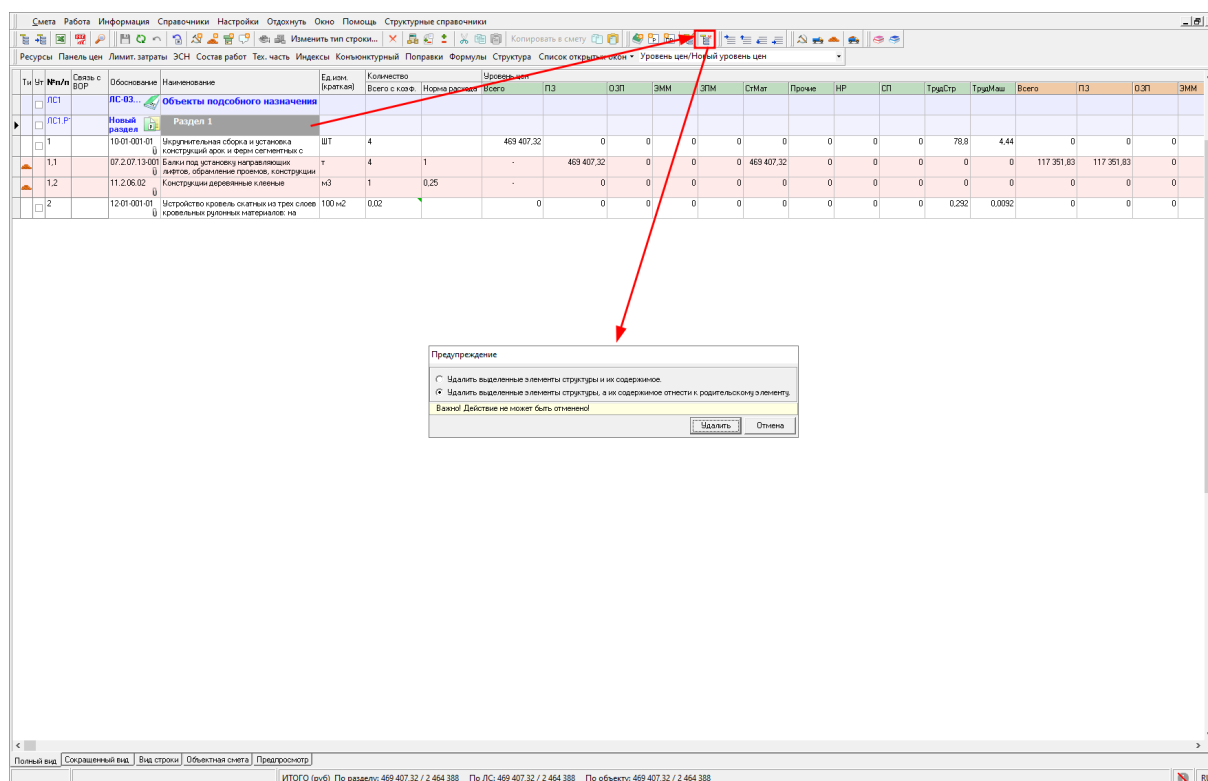 Смета Работа Информация Справочники Настройки Отдохнуть Окно Помощь Структурные справочники
Изменить тип строки... Копировать в смету
Ресурсы Панель цен Лимит. затраты ЭСН Состав работ Тех. часть Индексы Конъюнктурный Поправки Формулы Структура Список открытых окон Уровень цен/Новый уровень цен
Ти Чт №п/п Связь с ВОР Обоснование Наименование Ед.изм. (краткая) Количество Уровень цен
Всего с коэф. Норма расхода Всего ПЗ ОЗП ЭММ ЗПМ СтМат Прочие НР СП ТрудСтр ТрудМаш Всего ПЗ ОЗП ЭММ
ЛС1 ЛС-03... Объекты подсобного назначения
ЛС1.Р Новый раздел Раздел 1
1 10-01-001-01 Укрупнительная сборка и установка ШТ 4 469 407,32 0 0 0 0 0 0 0 0 78,8 4,44 0 0 0
конструкций арок и ферм сегментных с
1,1 07.2.07.13-001 Балки под установку направляющих т 4 1 - 469 407,32 0 0 0 469 407,32 0 0 0 0 0 117 351,83 117 351,83 0
лифтов, обрамление проемов, конструкции
1,2 11.2.06.02 Конструкции деревянные клееные м3 1 0,25 - 0 0 0 0 0 0 0 0 0 0 0 0 0
2 12-01-001-01 Устройство кровель скатных из трех слоев 100 м2 0,02 0 0 0 0 0 0 0 0 0 0,292 0,0092 0 0 0
кровельных рулонных материалов: на
Предупреждение
Удалить выделенные элементы структуры и их содержимое.
Удалить выделенные элементы структуры, а их содержимое отнести к родительскому элементу.
Важно! Действие не может быть отменено!
Удалить Отмена
Полный вид Сокращенный вид Вид строки Объектная смета Предпросмотр
ИТОГО (руб) По разделу: 469 407.32 / 2 464 388 По ЛС: 469 407.32 / 2 464 388 По объекту: 469 407.32 / 2 464 388